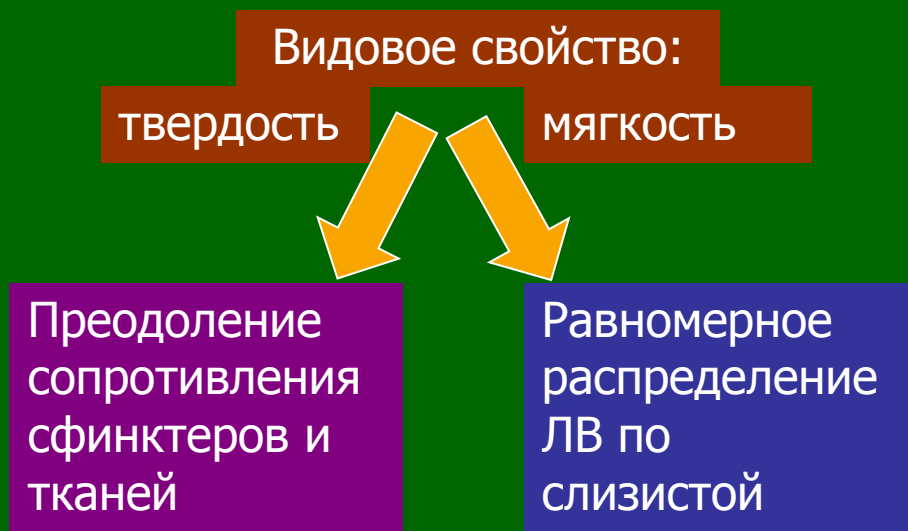 Видовое свойство:
твердость
мягкость
Преодоление
сопротивления
сфинктеров и
тканей
Равномерное
распределение
ЛВ по
слизистой